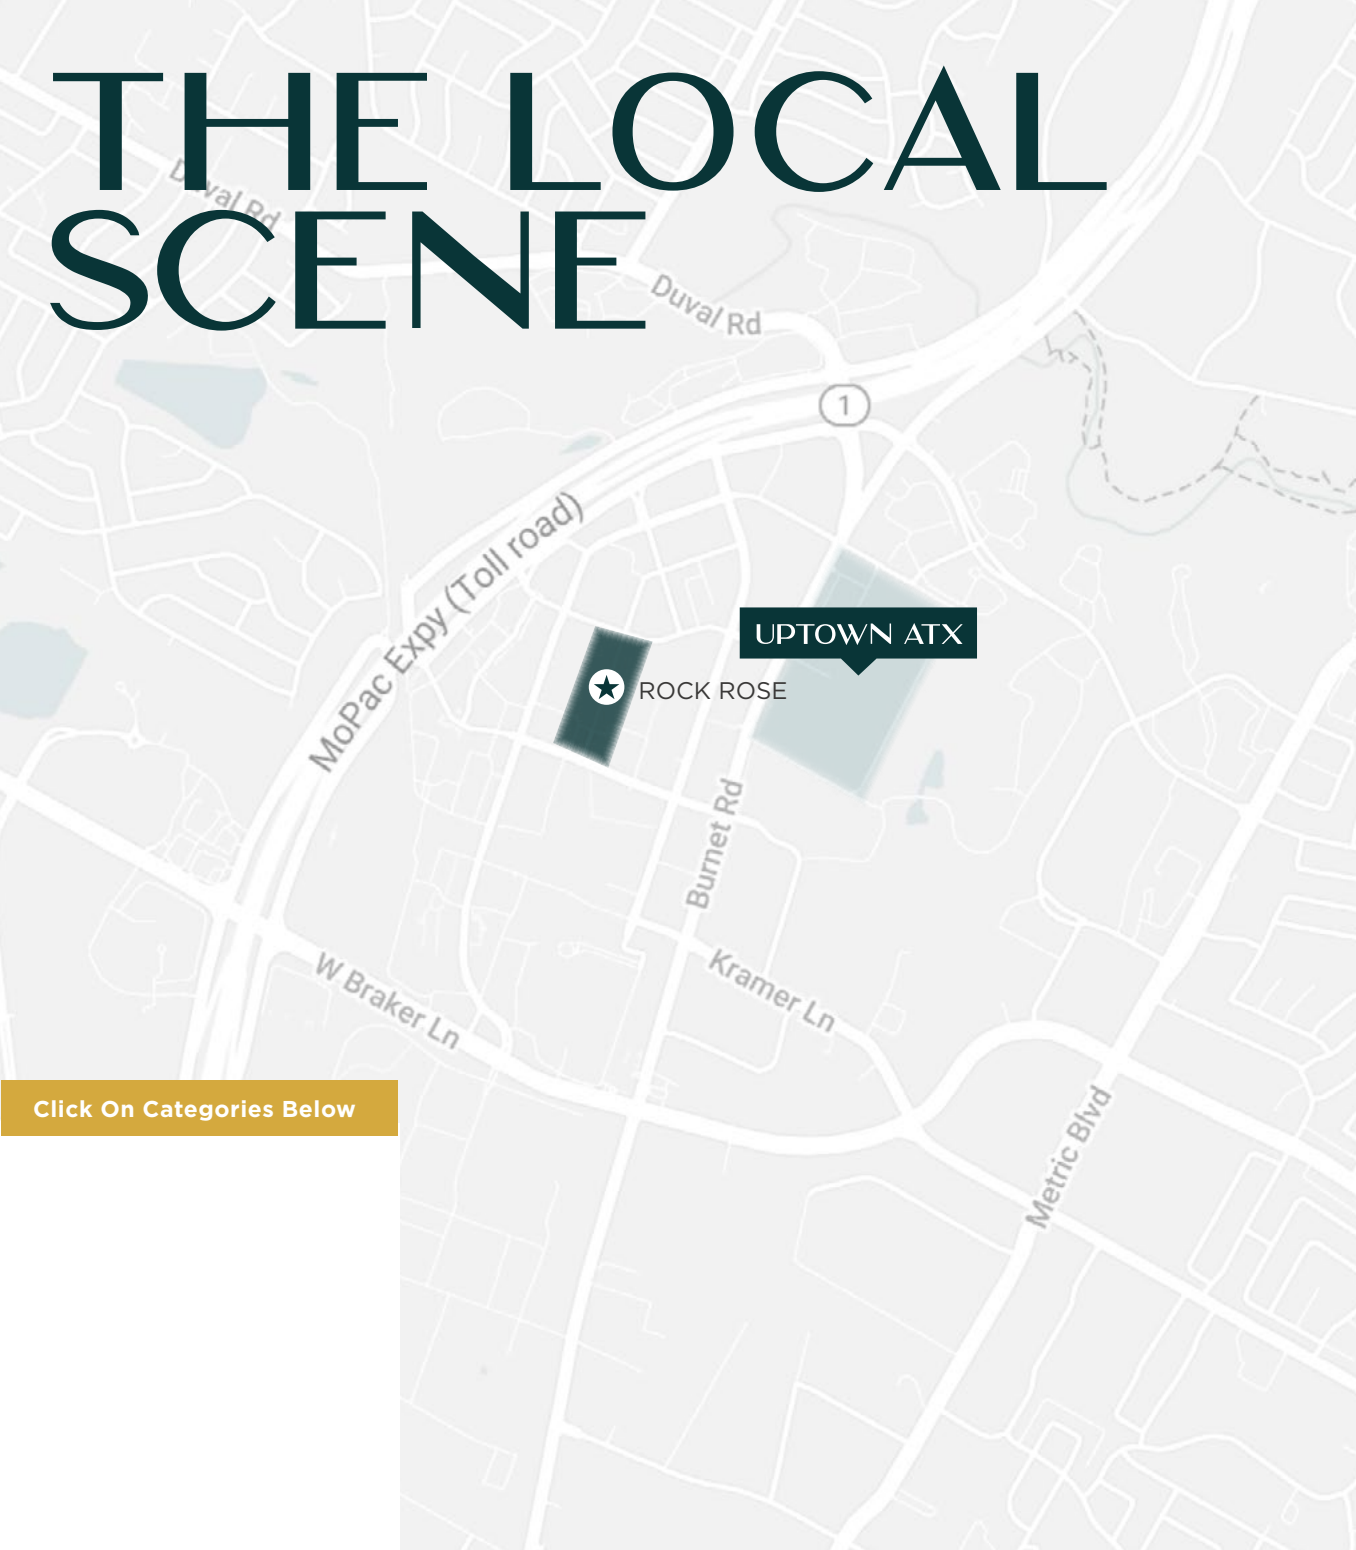 THE LOCAL
SCENE
Duval Rd
Duval Rd
1
MoPac Expy (Toll road)
UPTOWN ATX
ROCK ROSE
Burnet Rd
W Braker Ln
Kramer Ln
Metric Blvd
Click On Categories Below